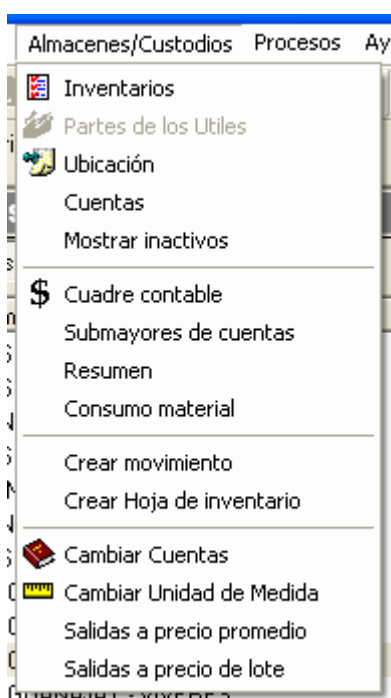 Almacenes/Custodios Procesos Ay
Inventarios
Partes de los Utiles
Ubicación
Cuentas
Mostrar inactivos
$ Cuadre contable
Submayores de cuentas
Resumen
Consumo material
Crear movimiento
Crear Hoja de inventario
Cambiar Cuentas
Cambiar Unidad de Medida
Salidas a precio promedio
Salidas a precio de lote